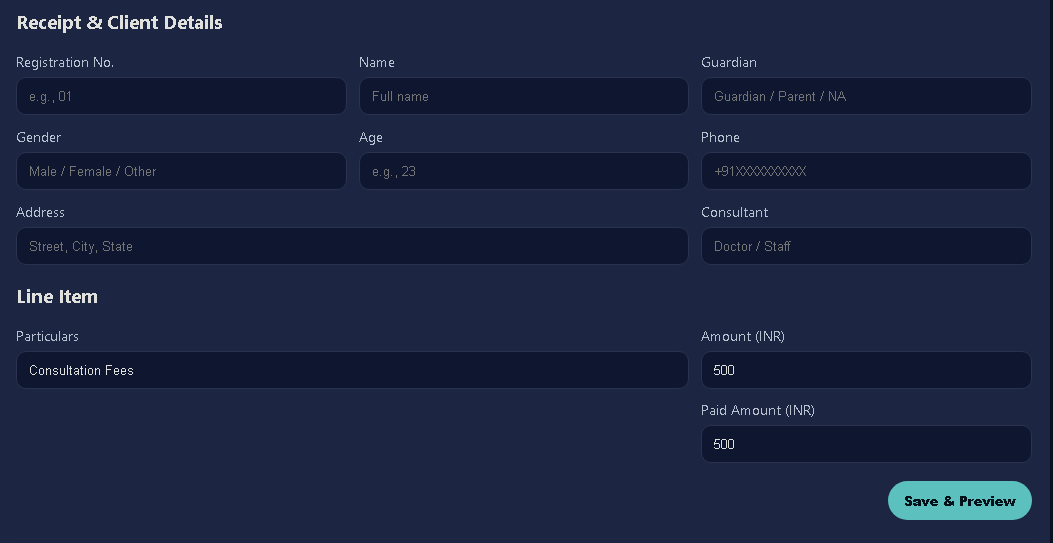 Receipt & Client Details
Registration No. Name Guardian
e.g., 01 Full name Guardian / Parent / NA
Gender Age Phone
Male / Female / Other e.g., 23 +91XXXXXXXXXX
Address Consultant
Street, City, State Doctor / Staff
Line Item
Particulars Amount (INR)
Consultation Fees 500
Paid Amount (INR)
500
Save & Preview